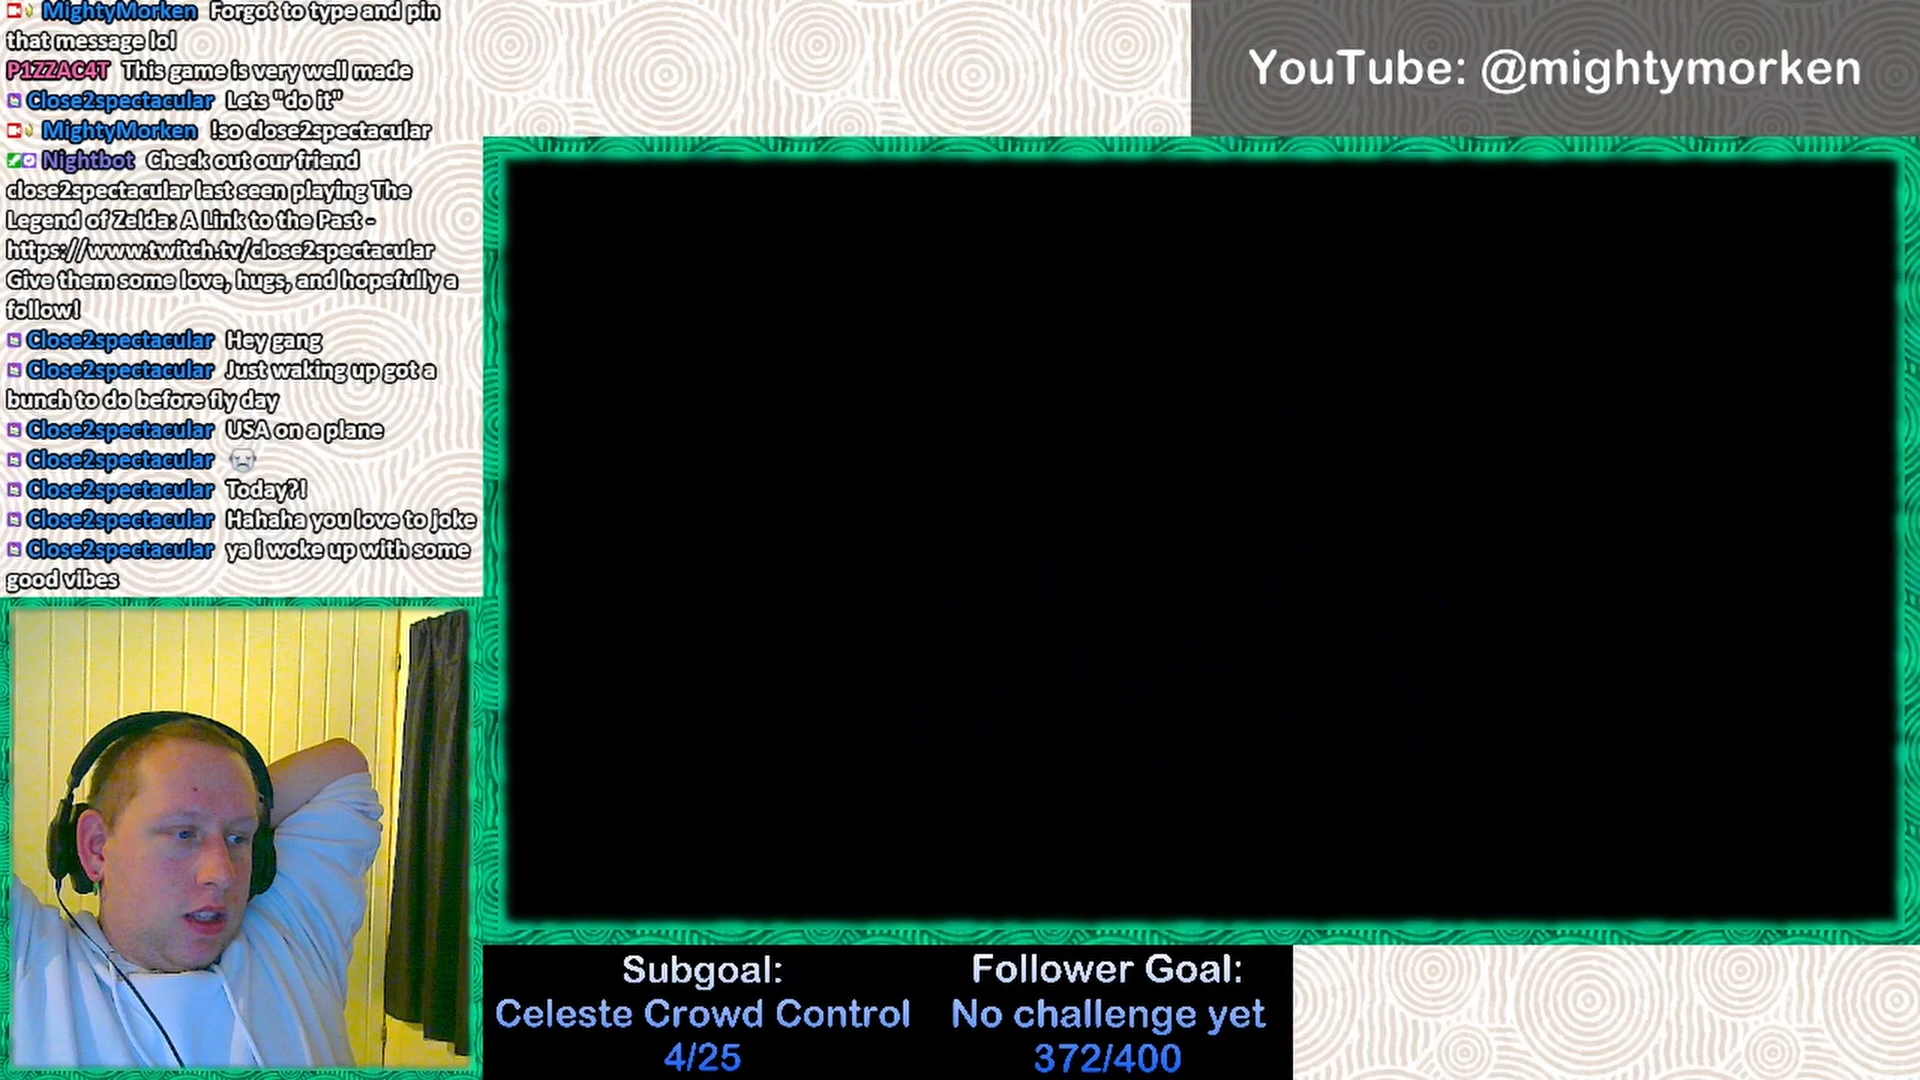 MightyMorken Forgot to type and pin
that message lol
P1ZZAC4T This game is very well made
Close2spectacular Lets "do it"
MightyMorken !so close2spectacular
Nightbot Check out our friend
close2spectacular last seen playing The
Legend of Zelda: A Link to the Past -
https://www.twitch.tv/close2spectacular
Give them some love, hugs, and hopefully a
follow!
Close2spectacular Hey gang
Close2spectacular Just waking up got a
bunch to do before fly day
Close2spectacular USA on a plane
Close2spectacular
Close2spectacular Today?!
Close2spectacular Hahaha you love to joke
Close2spectacular ya i woke up with some
good vibes
YouTube: @mightymorken
Subgoal:
Celeste Crowd Control
4/25
Follower Goal:
No challenge yet
372/400